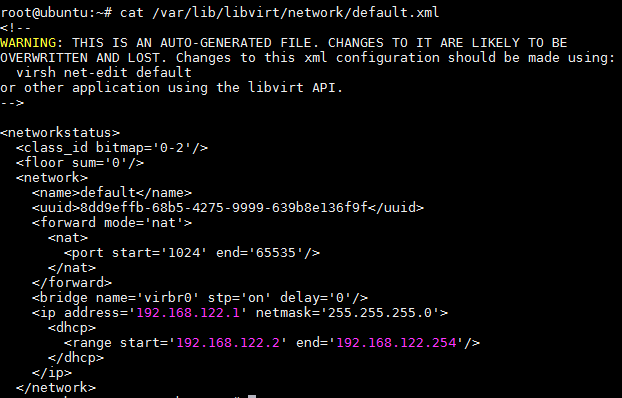 root@ubuntu:~# cat /var/lib/libvirt/network/default.xml
<!--
WARNING: THIS IS AN AUTO-GENERATED FILE. CHANGES TO IT ARE LIKELY TO BE
OVERWRITTEN AND LOST. Changes to this xml configuration should be made using:
  virsh net-edit default
or other application using the libvirt API.
-->

<networkstatus>
  <class_id bitmap='0-2'/>
  <floor sum='0'/>
  <network>
    <name>default</name>
    <uuid>8dd9effb-68b5-4275-9999-639b8e136f9f</uuid>
    <forward mode='nat'>
      <nat>
        <port start='1024' end='65535'/>
      </nat>
    </forward>
    <bridge name='virbr0' stp='on' delay='0'/>
    <ip address='192.168.122.1' netmask='255.255.255.0'>
      <dhcp>
        <range start='192.168.122.2' end='192.168.122.254'/>
      </dhcp>
    </ip>
  </network>